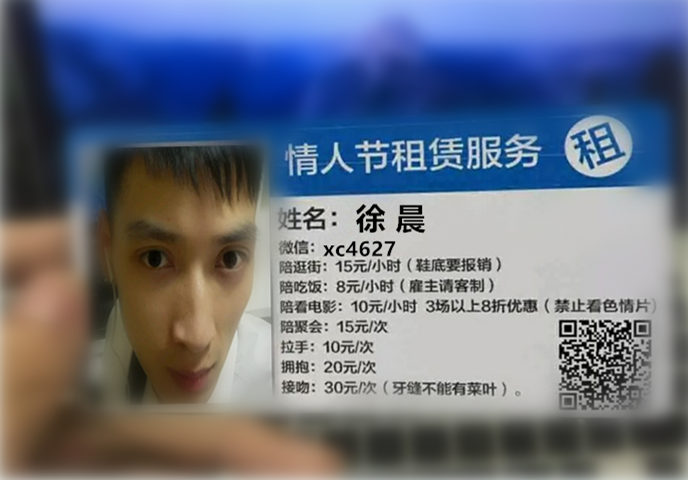 情人节租赁服务 租
姓名：徐晨
微信：xc4627
陪逛街：15元/小时（鞋底要报销）
陪吃饭：8元/小时（雇主请客制）
陪看电影：10元/小时 3场以上8折优惠（禁止看色情片）
陪聚会：15元/次
拉手：10元/次
拥抱：20元/次
接吻：30元/次（牙缝不能有菜叶）。